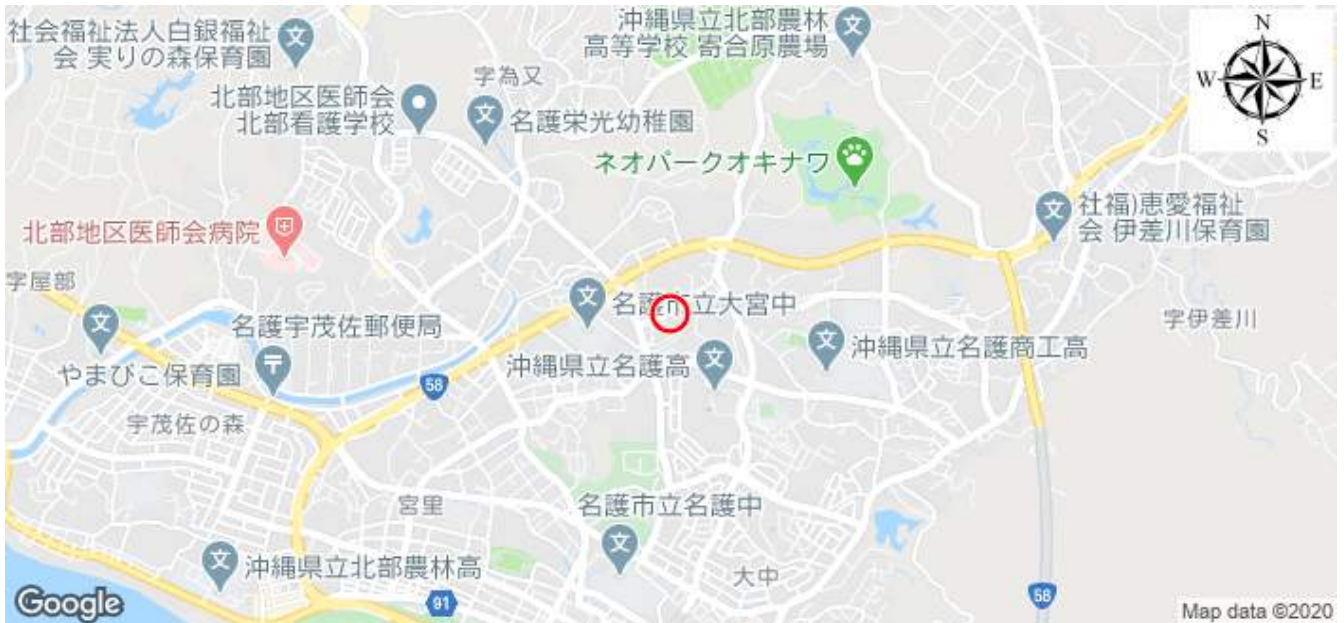 社会福祉法人白銀福祉
会 実りの森保育園
沖縄県立北部農林
高等学校 寄合原農場
N
W
E
S
字為又
北部地区医師会
北部看護学校
名護栄光幼稚園
ネオパークオキナワ
社福)恵愛福祉
会 伊差川保育園
北部地区医師会病院
字屋部
名護市立大宮中
字伊差川
名護宇茂佐郵便局
沖縄県立名護商工高
沖縄県立名護高
やまびこ保育園
58
宇茂佐の森
宮里
名護市立名護中
沖縄県立北部農林高
大中
91
58
Google
Map data ©2020